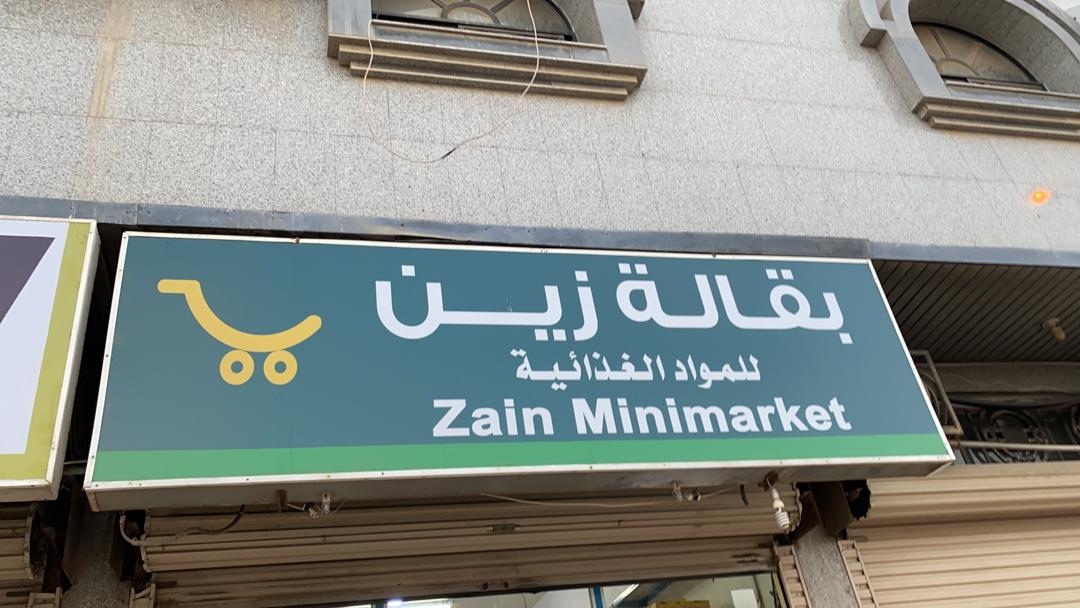 بقالة زين
للمواد الغذائية
Zain Minimarket